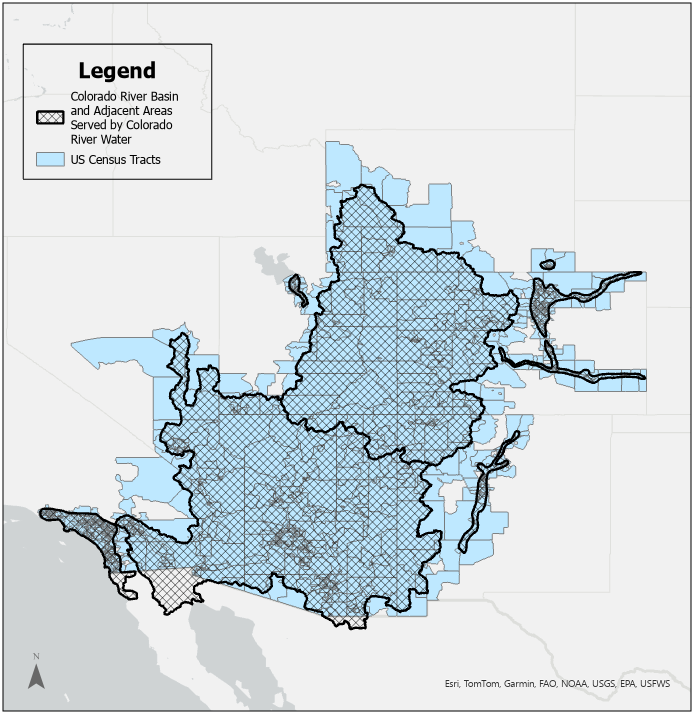 Legend
Colorado River Basin
and Adjacent Areas
Served by Colorado
River Water
US Census Tracts
N
Esri, TomTom, Garmin, FAO, NOAA, USGS, EPA, USFWS